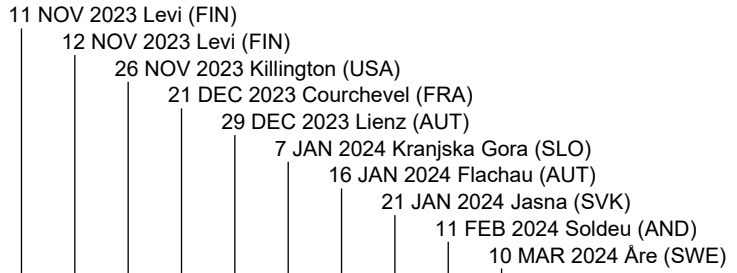 11 NOV 2023 Levi (FIN)
12 NOV 2023 Levi (FIN)
26 NOV 2023 Killington (USA)
21 DEC 2023 Courchevel (FRA)
29 DEC 2023 Lienz (AUT)
7 JAN 2024 Kranjska Gora (SLO)
16 JAN 2024 Flachau (AUT)
21 JAN 2024 Jasna (SVK)
11 FEB 2024 Soldeu (AND)
10 MAR 2024 Åre (SWE)